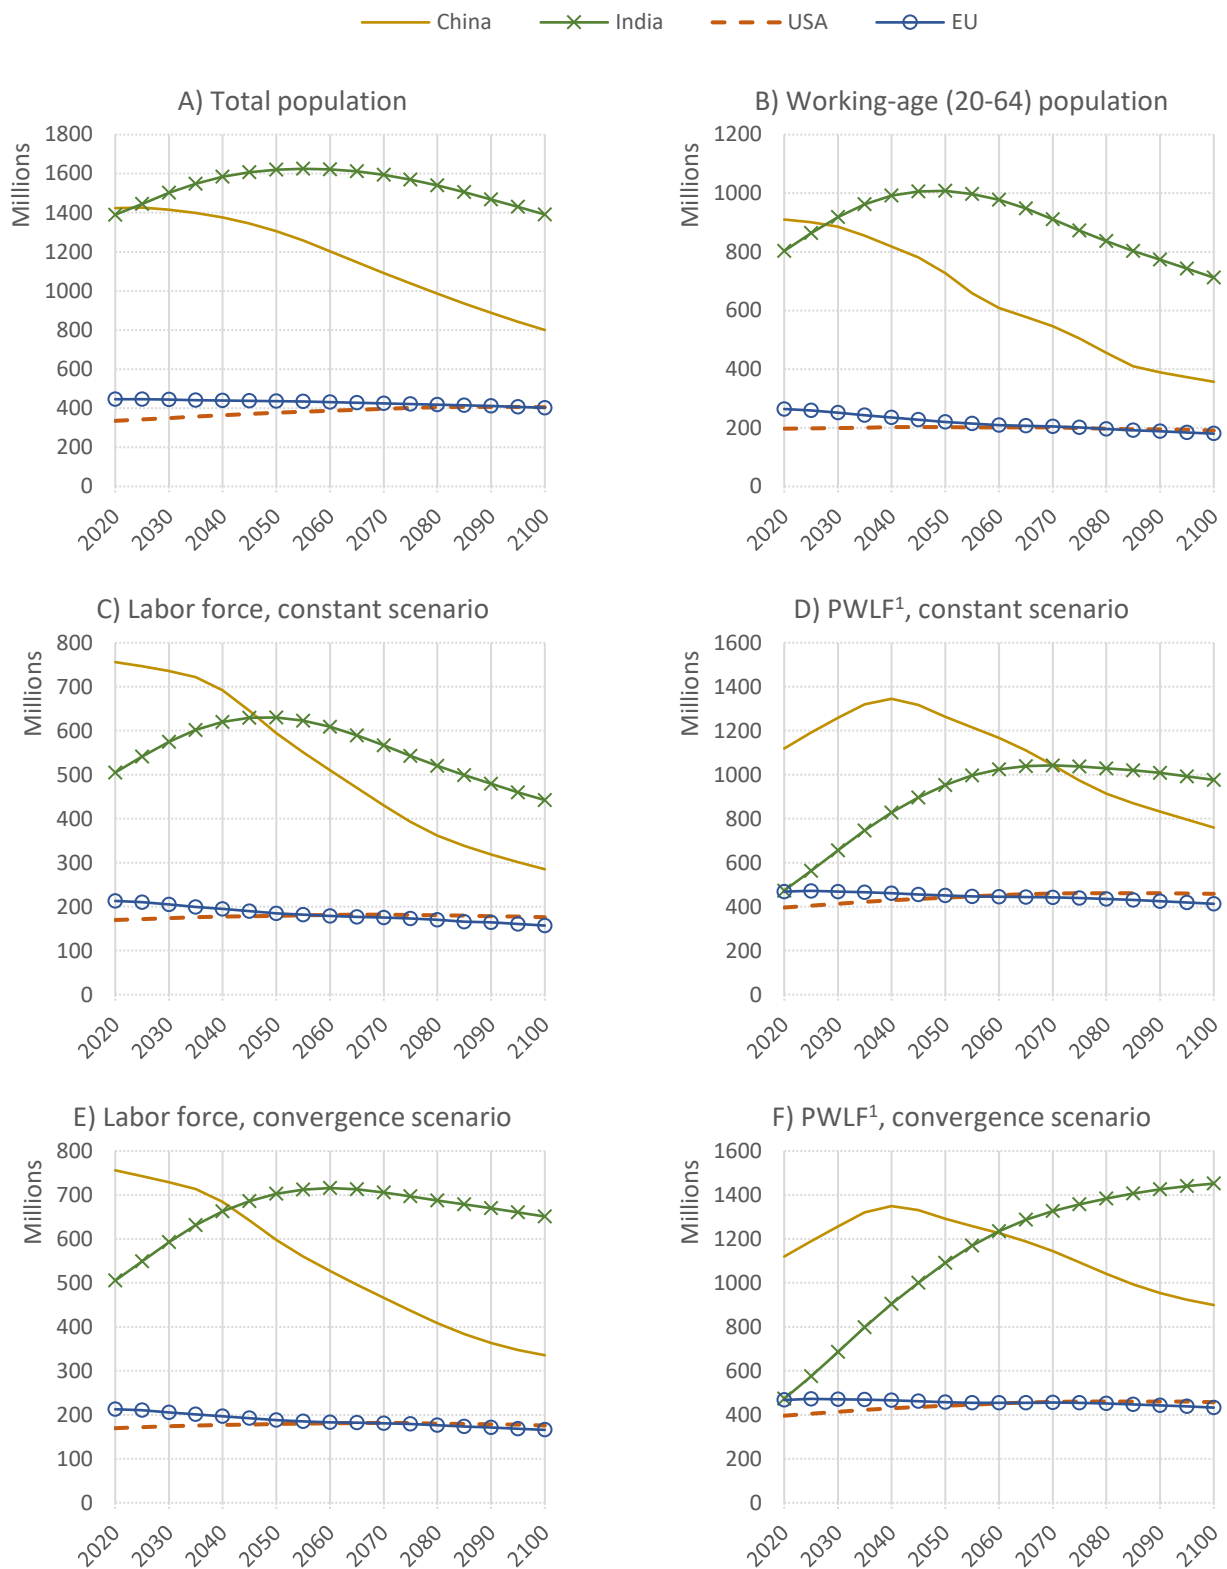 China India USA EU
A) Total population
Millions
1800
1600
1400
1200
1000
800
600
400
200
0
2020 2030 2040 2050 2060 2070 2080 2090 2100
B) Working-age (20-64) population
Millions
1200
1000
800
600
400
200
0
2020 2030 2040 2050 2060 2070 2080 2090 2100
C) Labor force, constant scenario
Millions
800
700
600
500
400
300
200
100
0
2020 2030 2040 2050 2060 2070 2080 2090 2100
D) PWLF¹, constant scenario
Millions
1600
1400
1200
1000
800
600
400
200
0
2020 2030 2040 2050 2060 2070 2080 2090 2100
E) Labor force, convergence scenario
Millions
800
700
600
500
400
300
200
100
0
2020 2030 2040 2050 2060 2070 2080 2090 2100
F) PWLF¹, convergence scenario
Millions
1600
1400
1200
1000
800
600
400
200
0
2020 2030 2040 2050 2060 2070 2080 2090 2100